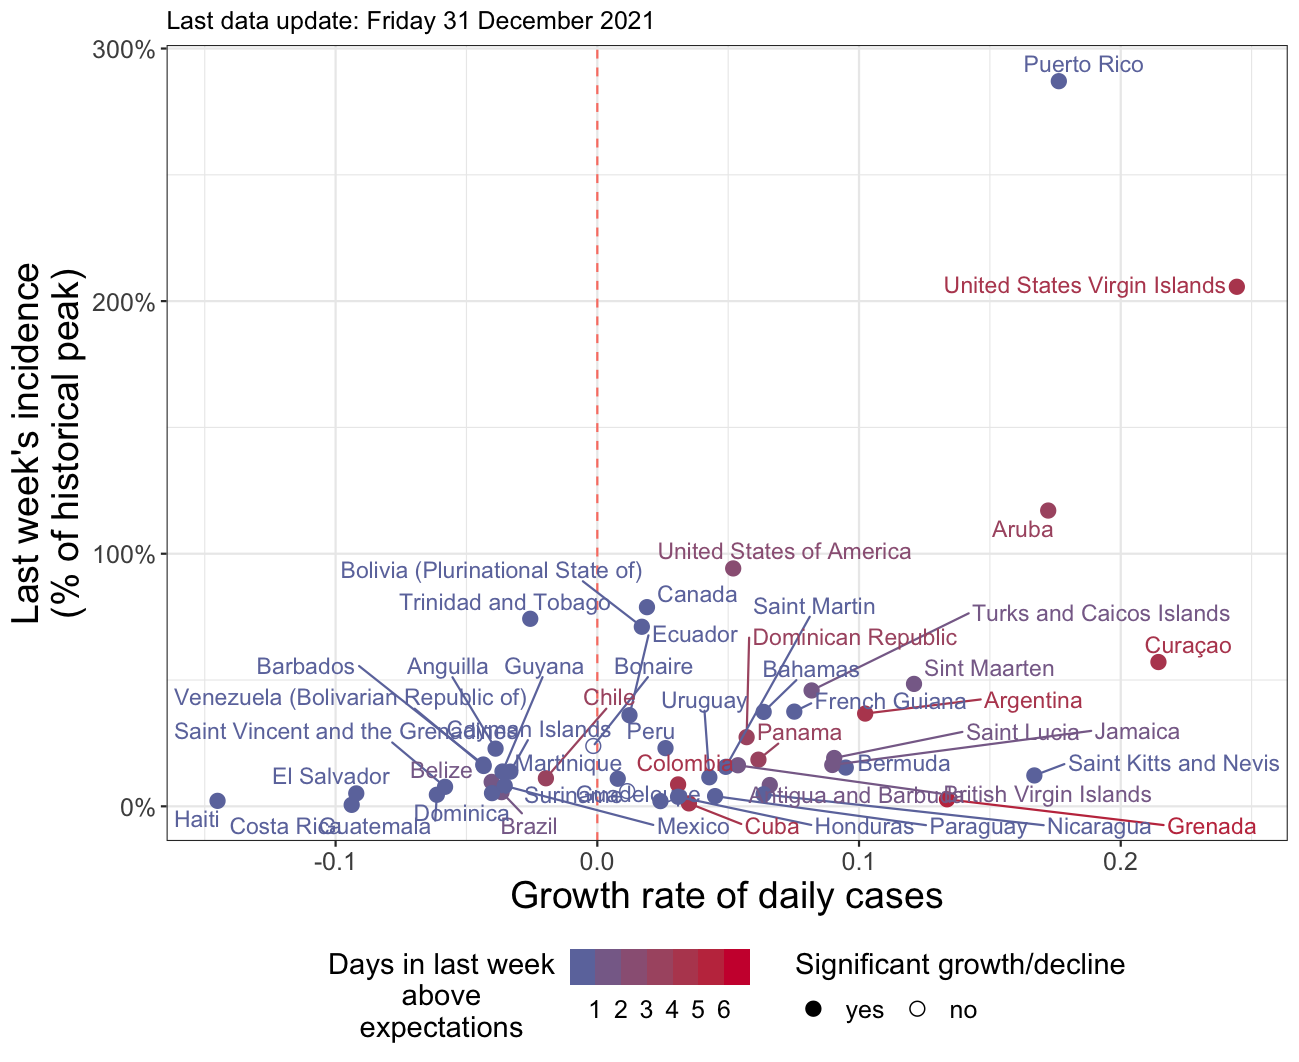 Last data update: Friday 31 December 2021
Last week's incidence
(% of historical peak)
300%
200%
100%
0%
Puerto Rico
United States Virgin Islands
Aruba
United States of America
Bolivia (Plurinational State of)
Canada
Trinidad and Tobago
Saint Martin
Turks and Caicos Islands
Ecuador
Dominican Republic
Curaçao
Barbados
Anguilla
Guyana
Bonaire
Bahamas
Sint Maarten
Venezuela (Bolivarian Republic of)
Chile
Uruguay
French Guiana
Argentina
Saint Vincent and the Grenadines
Cayman Islands
Peru
Panama
Saint Lucia
Jamaica
El Salvador
Belize
Martinique
Colombia
Bermuda
Saint Kitts and Nevis
Suriname
Guadeloupe
Antigua and Barbuda
British Virgin Islands
Haiti
Costa Rica
Guatemala
Dominica
Brazil
Mexico
Cuba
Honduras
Paraguay
Nicaragua
Grenada
-0.1 0.0 0.1 0.2
Growth rate of daily cases
Days in last week
above
expectations
1 2 3 4 5 6
Significant growth/decline
yes no